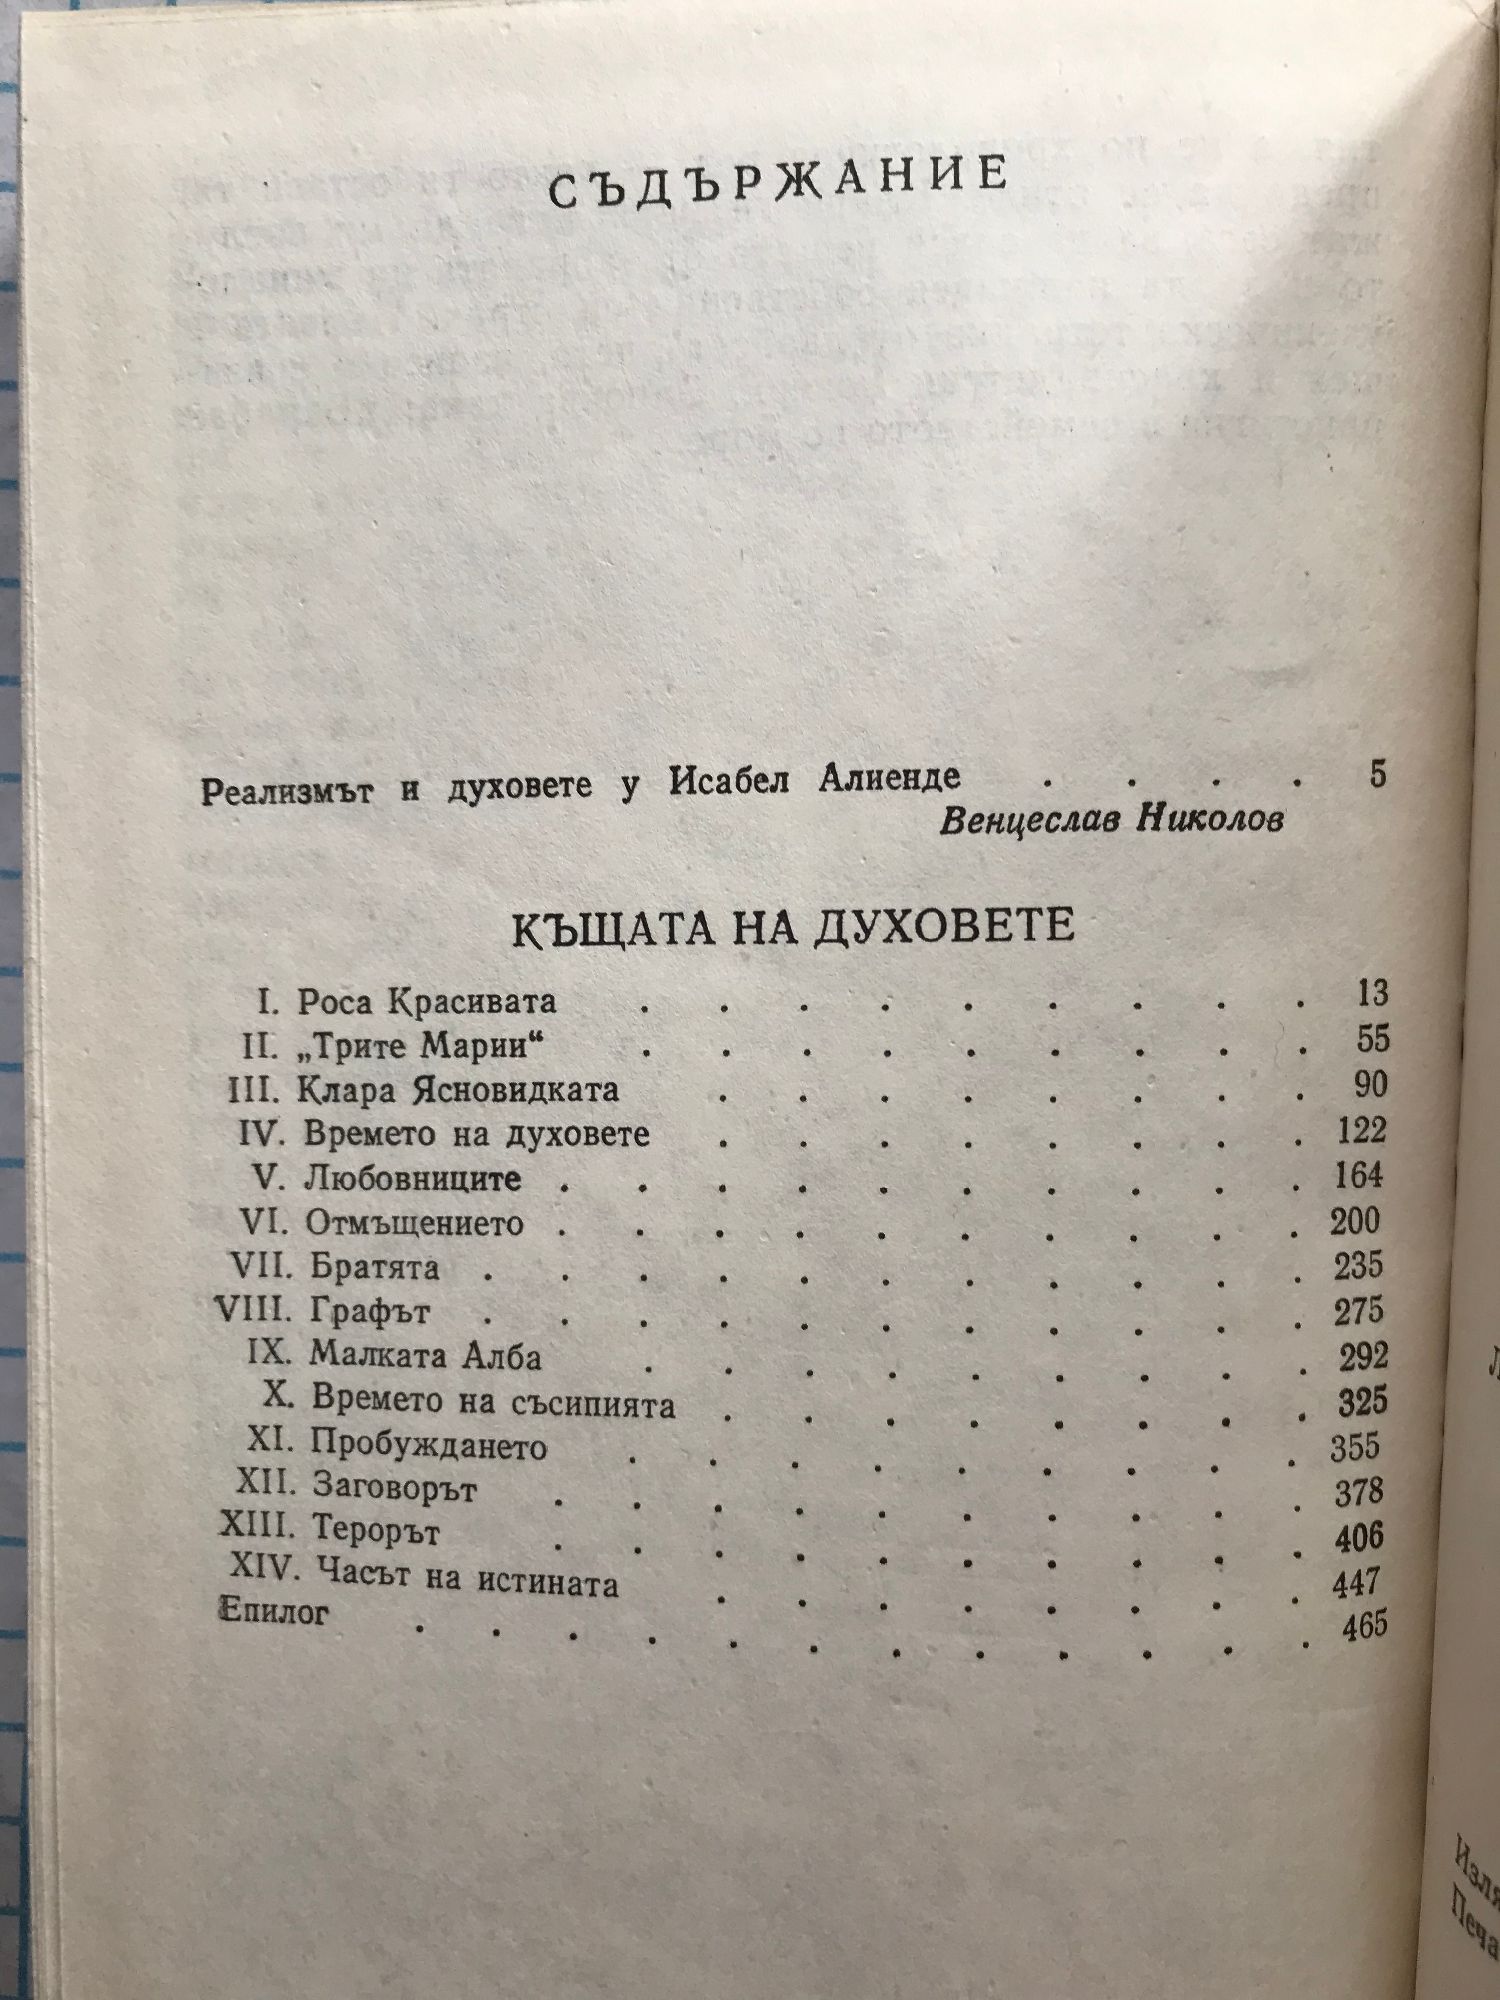 СЪДЪРЖАНИЕ
Реализмът и духовете у Исабел Алиенде . . . . 5
Венцеслав Николов
КЪЩАТА НА ДУХОВЕТЕ
I. Роса Красивата . . . . . . . . . 13
II. „Трите Марии“ . . . . . . . . . 55
III. Клара Ясновидката . . . . . . . . 90
IV. Времето на духовете . . . . . . . . 122
V. Любовниците . . . . . . . . . . 164
VI. Отмъщението . . . . . . . . . . 200
VII. Братята . . . . . . . . . . . 235
VIII. Графът . . . . . . . . . . . 275
IX. Малката Алба . . . . . . . . . 292
X. Времето на съсипията . . . . . . . . 325
XI. Пробуждането . . . . . . . . . 355
XII. Заговорът . . . . . . . . . . 378
XIII. Терорът . . . . . . . . . . 406
XIV. Часът на истината . . . . . . . . 447
Епилог . . . . . . . . . . . . 465